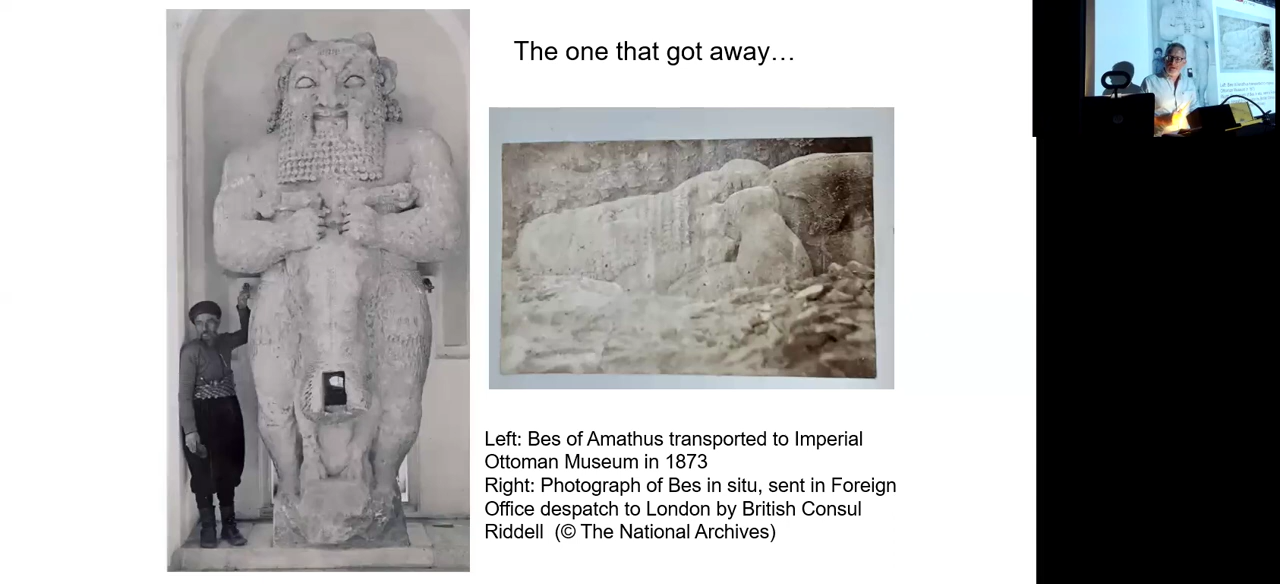 The one that got away…
Left: Bes of Amathus transported to Imperial
Ottoman Museum in 1873
Right: Photograph of Bes in situ, sent in Foreign
Office despatch to London by British Consul
Riddell  (© The National Archives)